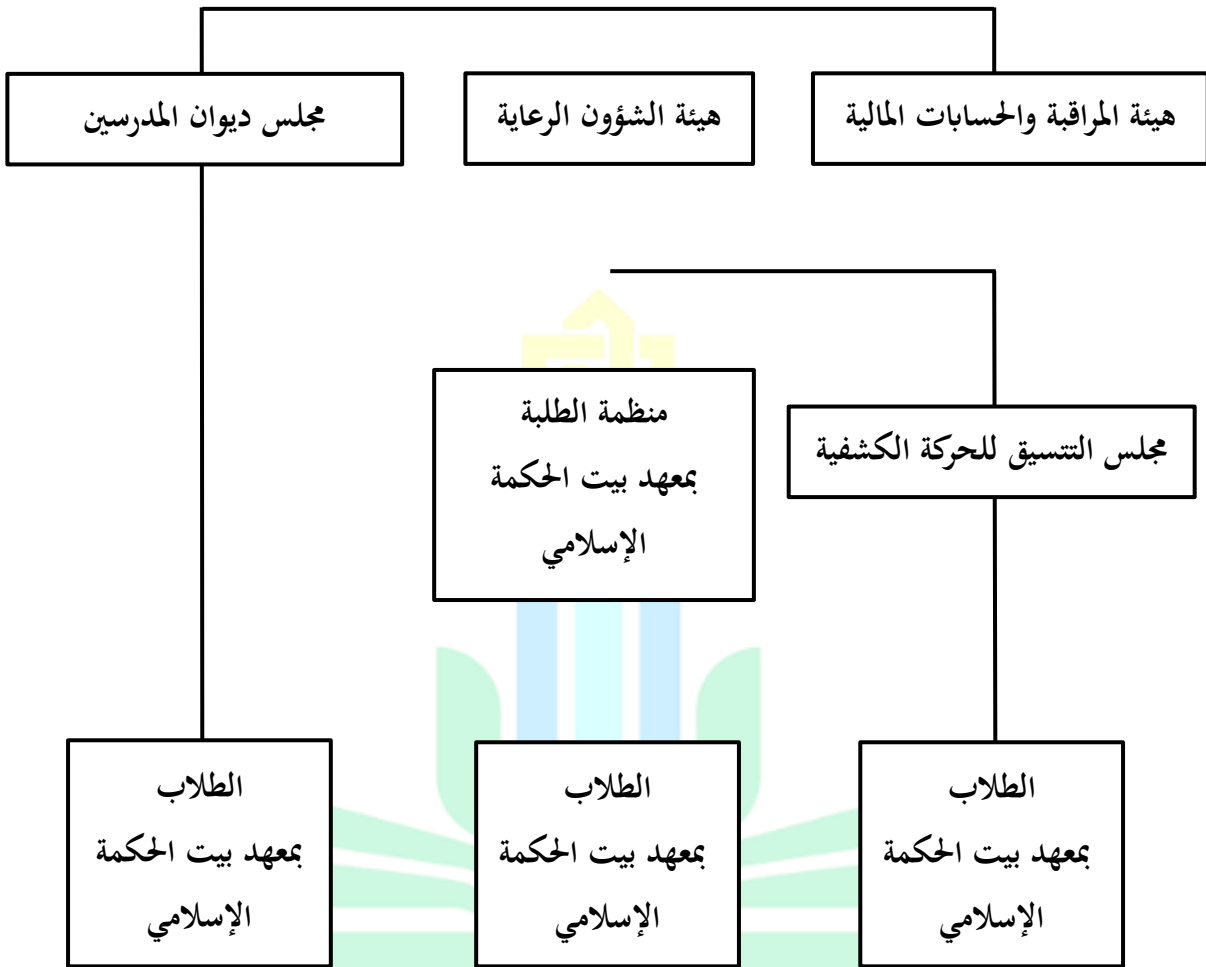 هيئة المراقبة والحسابات المالية
هيئة الشؤون الرعاية
مجلس ديوان المدرسين
منظمة الطلبة
بمعهد بيت الحكمة
الإسلامي
مجلس التتسيق للحركة الكشفية
الطلاب
بمعهد بيت الحكمة
الإسلامي
الطلاب
بمعهد بيت الحكمة
الإسلامي
الطلاب
بمعهد بيت الحكمة
الإسلامي